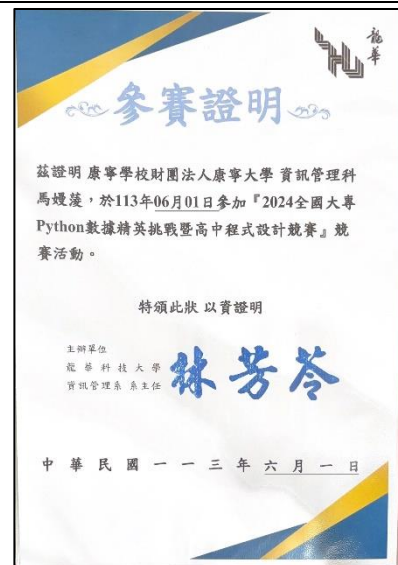 龍華
參賽證明
茲證明 康寧學校財團法人康寧大學 資訊管理科
馬嫚蓤，於113年06月01日參加『2024全國大專
Python數據精英挑戰暨高中程式設計競賽』競
賽活動。
特頒此狀 以資證明
主辦單位
龍華科技大學
資訊管理系 系主任
林芳苓
中華民國一一三年六月一日